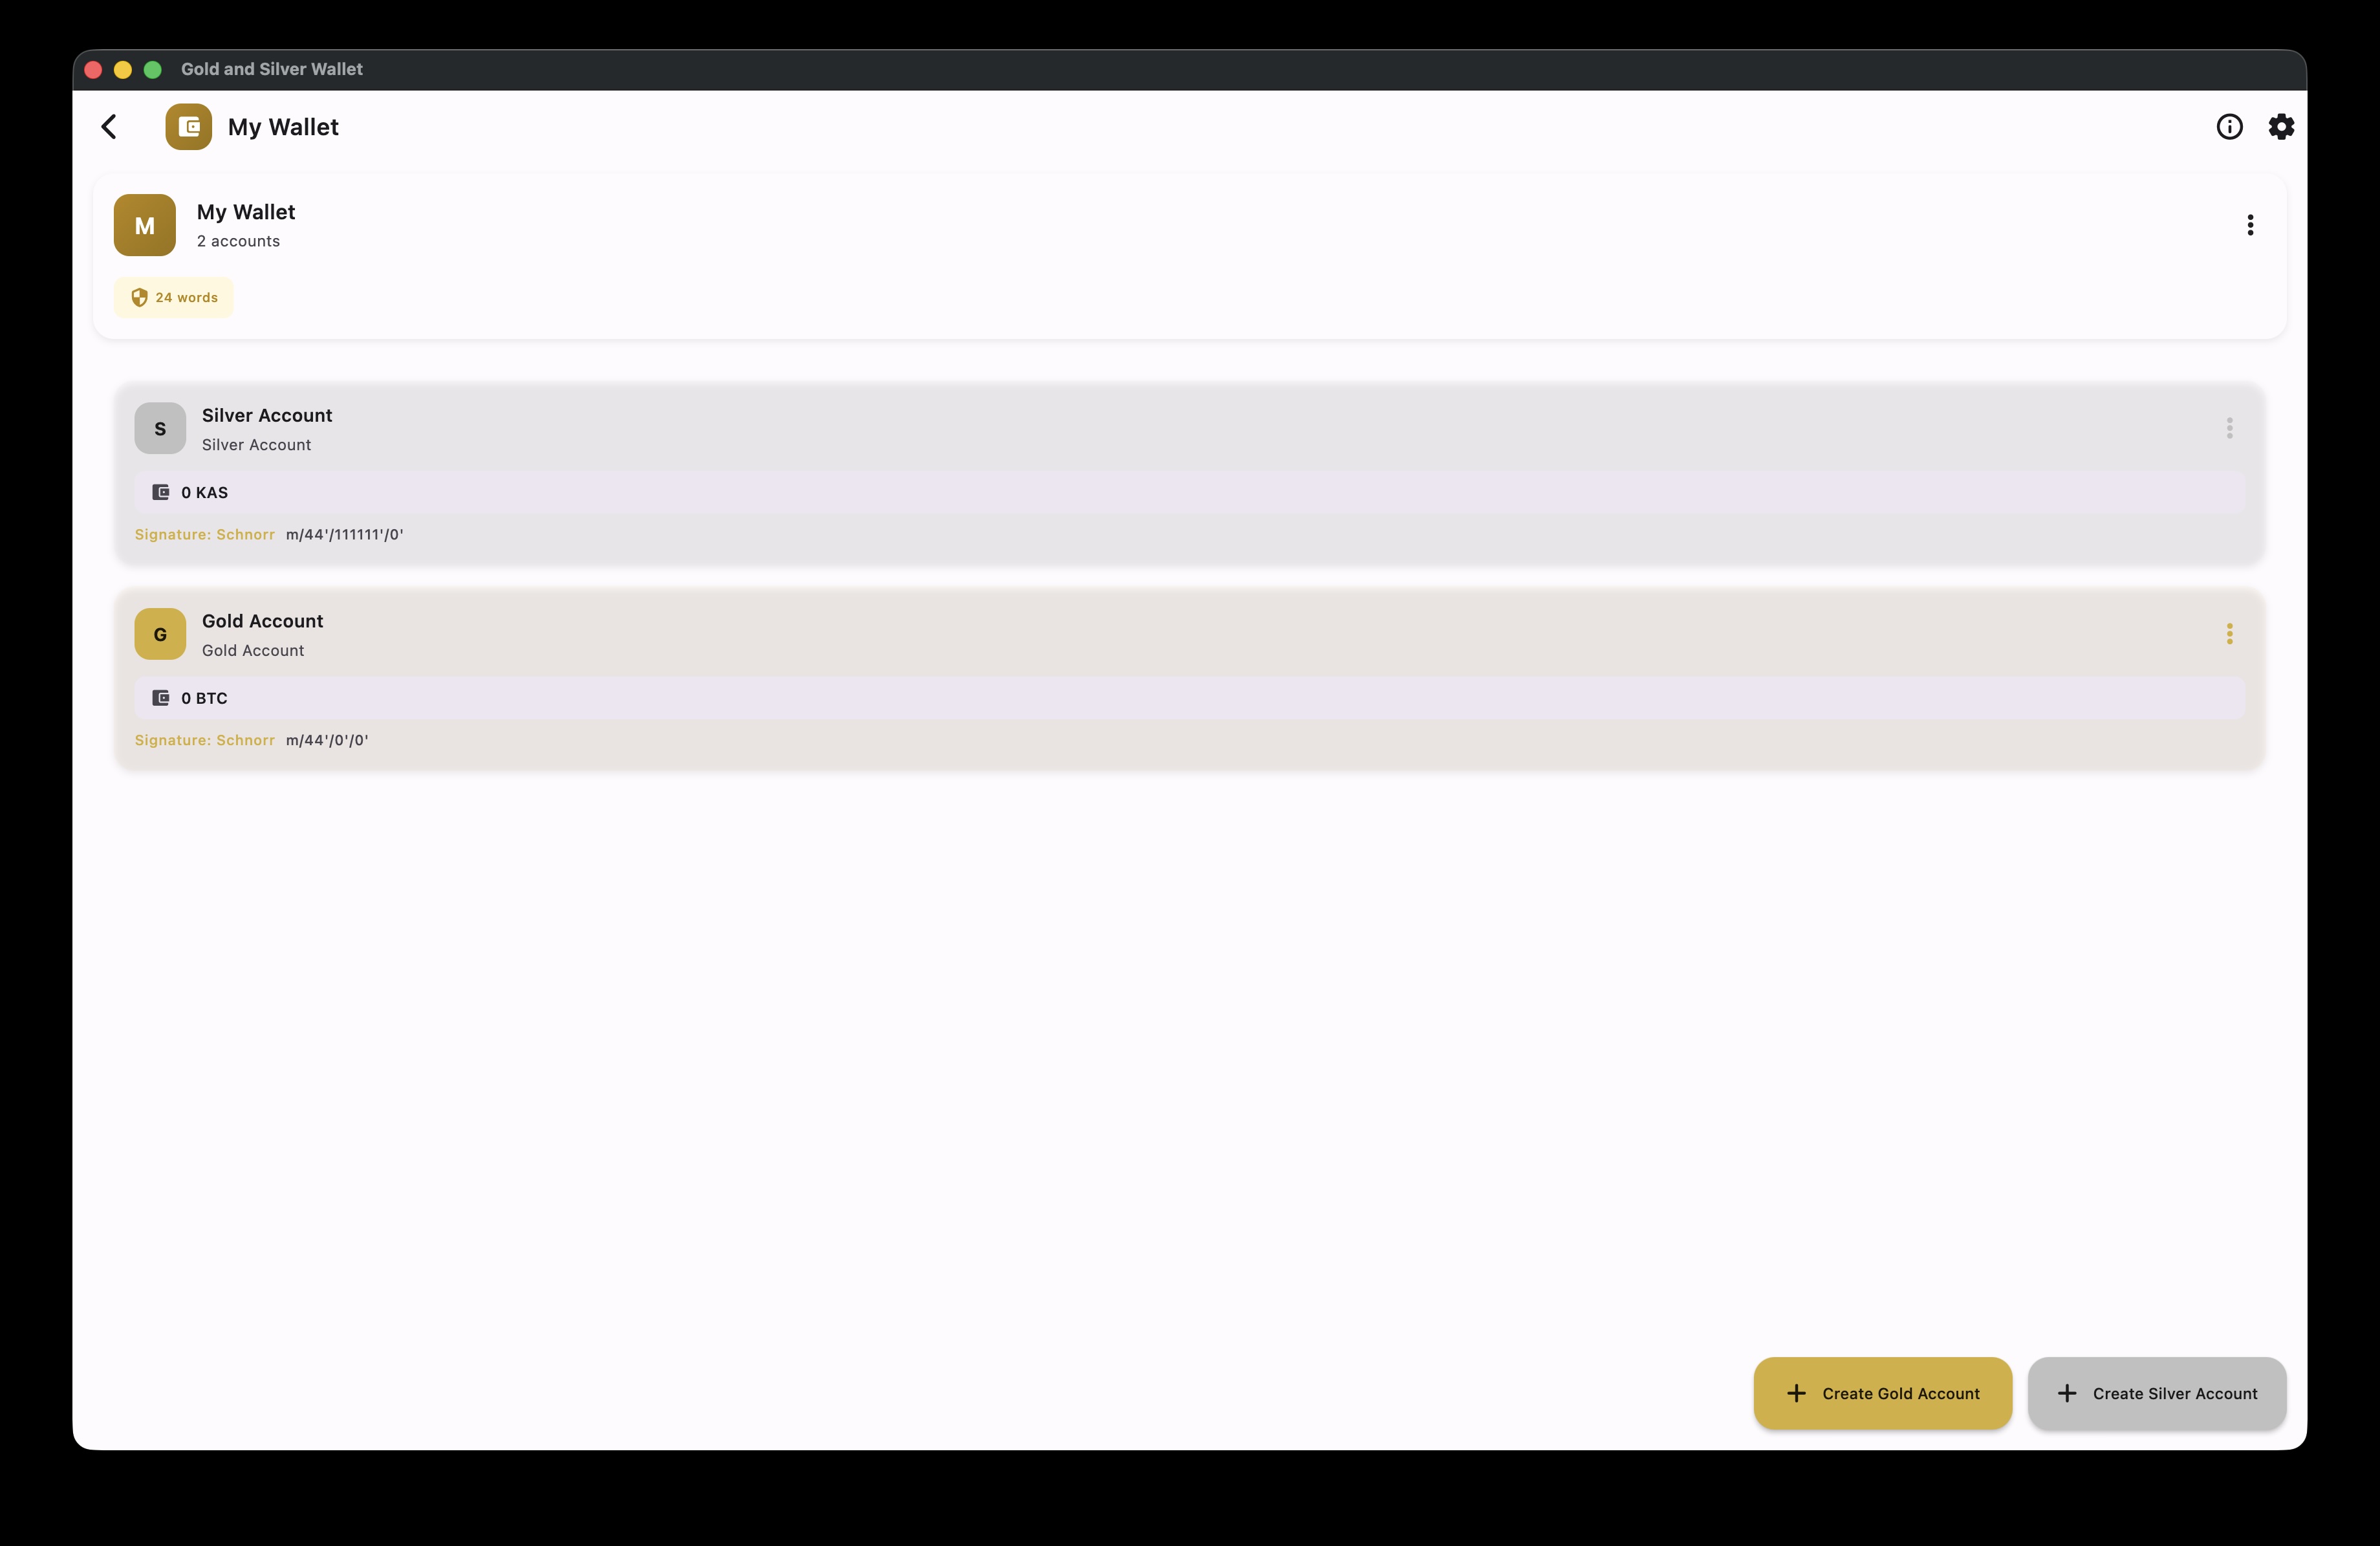 Gold and Silver Wallet
My Wallet
M
My Wallet
2 accounts
24 words
S
Silver Account
Silver Account
0 KAS
Signature: Schnorr m/44'/111111'/0'
G
Gold Account
Gold Account
0 BTC
Signature: Schnorr m/44'/0'/0'
Create Gold Account
Create Silver Account